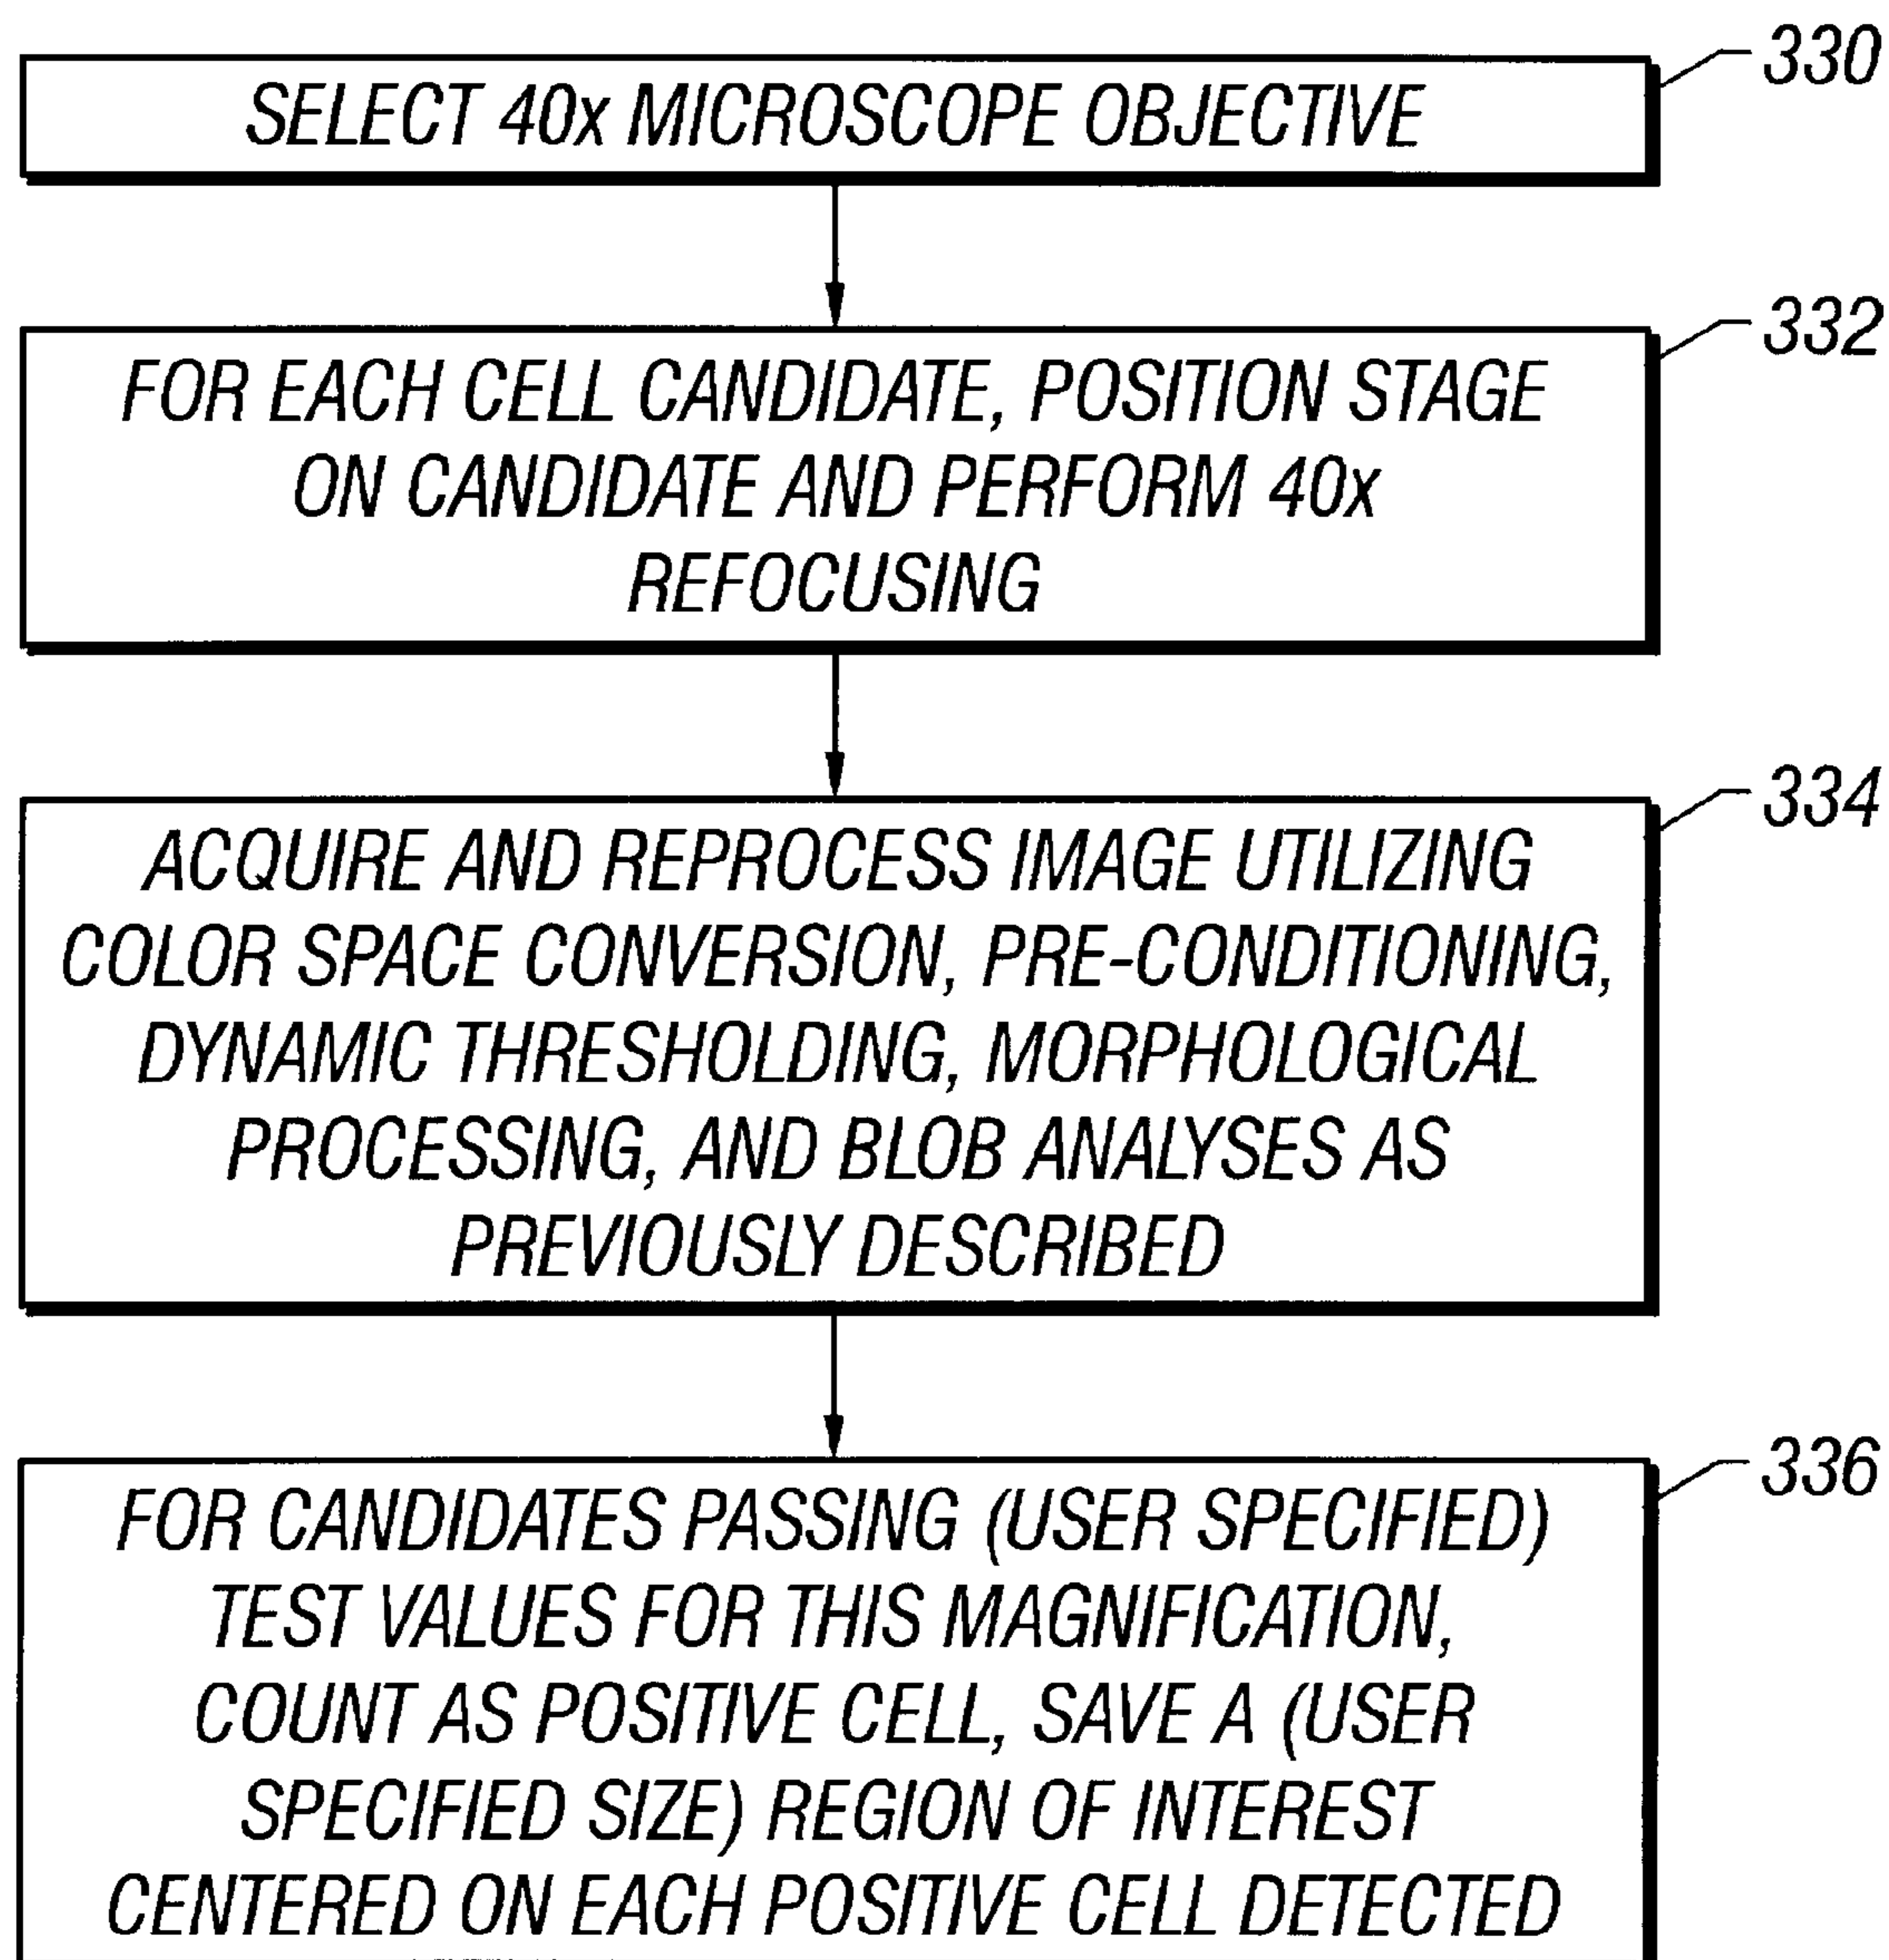 330
SELECT 40x MICROSCOPE OBJECTIVE
332
FOR EACH CELL CANDIDATE, POSITION STAGE
ON CANDIDATE AND PERFORM 40x
REFOCUSING
334
ACQUIRE AND REPROCESS IMAGE UTILIZING
COLOR SPACE CONVERSION, PRE-CONDITIONING,
DYNAMIC THRESHOLDING, MORPHOLOGICAL
PROCESSING, AND BLOB ANALYSES AS
PREVIOUSLY DESCRIBED
336
FOR CANDIDATES PASSING (USER SPECIFIED)
TEST VALUES FOR THIS MAGNIFICATION,
COUNT AS POSITIVE CELL, SAVE A (USER
SPECIFIED SIZE) REGION OF INTEREST
CENTERED ON EACH POSITIVE CELL DETECTED